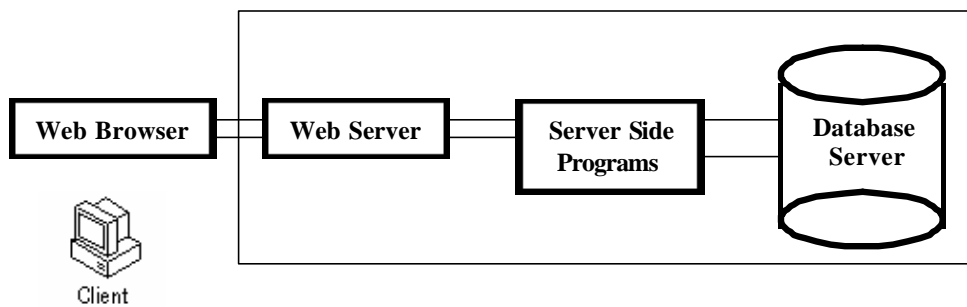 Web Browser
Web Server
Server Side
Programs
Database
Server
Client